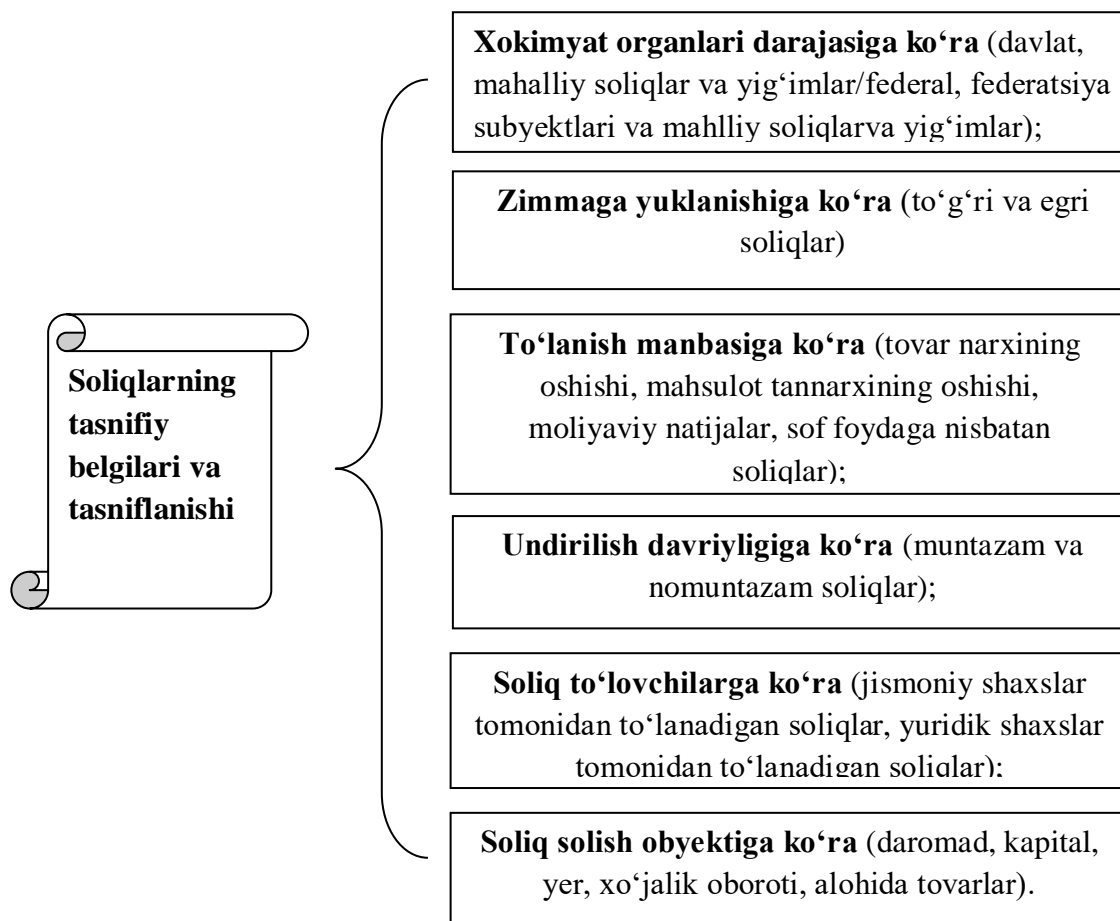 Soliqlarning
tasnifiy
belgilari va
tasniflanishi
Xokimyat organlari darajasiga ko‘ra (davlat,
mahalliy soliqlar va yig‘imlar/federal, federatsiya
subyektlari va mahlliy soliqlarva yig‘imlar);
Zimmaga yuklanishiga ko‘ra (to‘g‘ri va egri
soliqlar)
To‘lanish manbasiga ko‘ra (tovar narxining
oshishi, mahsulot tannarxining oshishi,
moliyaviy natijalar, sof foydaga nisbatan
soliqlar);
Undirilish davriyligiga ko‘ra (muntazam va
nomuntazam soliqlar);
Soliq to‘lovchilarga ko‘ra (jismoniy shaxslar
tomonidan to‘lanadigan soliqlar, yuridik shaxslar
tomonidan to‘lanadigan soliqlar);
Soliq solish obyektiga ko‘ra (daromad, kapital,
yer, xo‘jalik oboroti, alohida tovarlar).